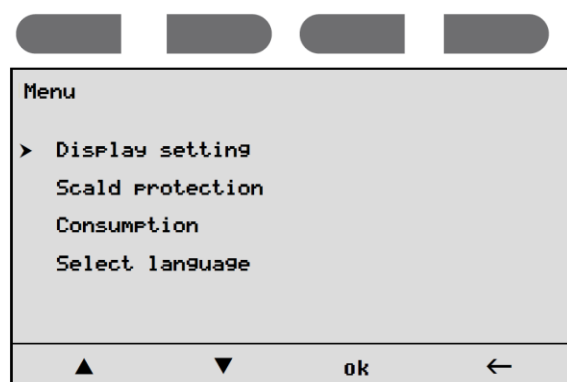 Menu
➤ Display setting
Scald protection
Consumption
Select language
▲ ▼ ok ←